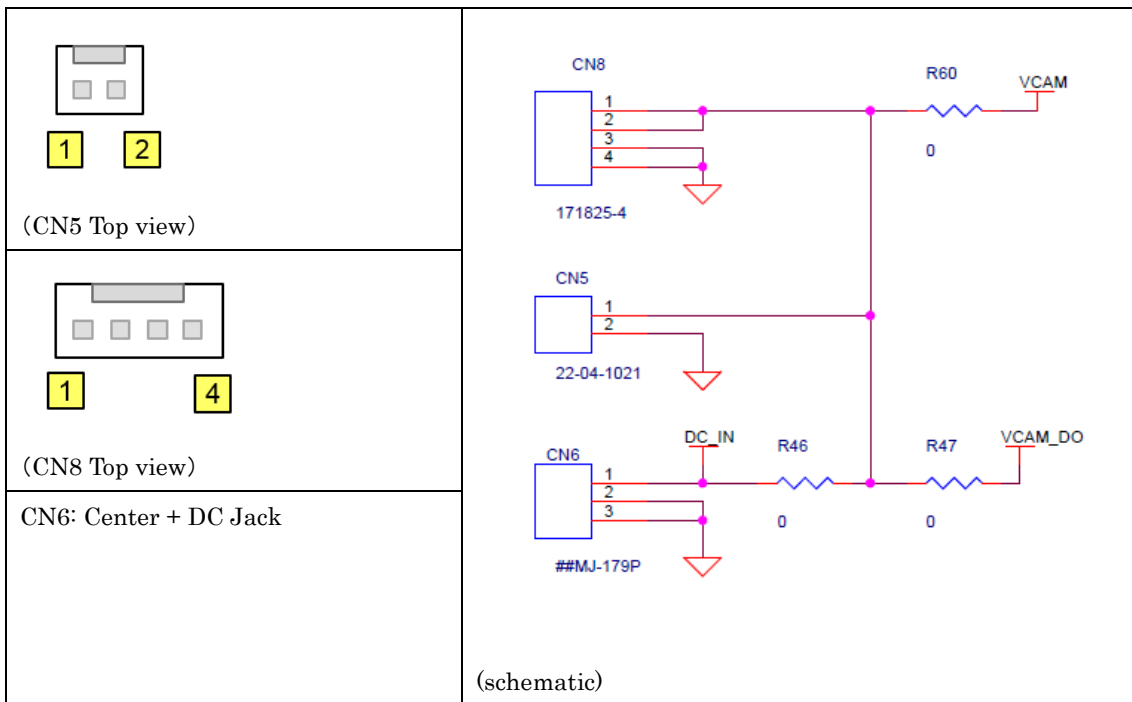 1 2
(CN5 Top view)
1 4
(CN8 Top view)
CN6: Center + DC Jack
CN8
1
2
3
4
171825-4
R60
0
VCAM
CN5
1
2
22-04-1021
CN6
1
2
3
##MJ-179P
DC_IN
R46
0
R47
0
VCAM_DO
(schematic)